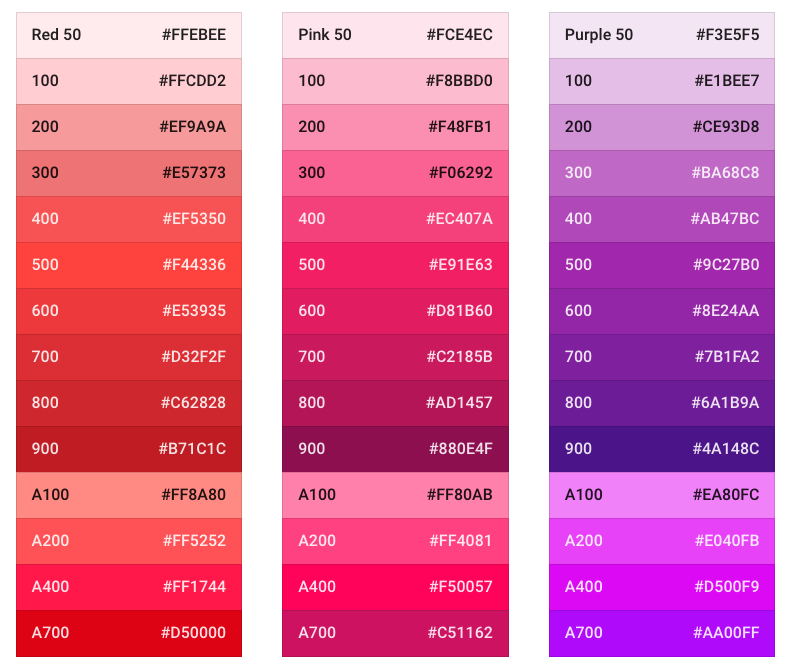 Red 50 #FFEBEE
100 #FFCDD2
200 #EF9A9A
300 #E57373
400 #EF5350
500 #F44336
600 #E53935
700 #D32F2F
800 #C62828
900 #B71C1C
A100 #FF8A80
A200 #FF5252
A400 #FF1744
A700 #D50000
Pink 50 #FCE4EC
100 #F8BBD0
200 #F48FB1
300 #F06292
400 #EC407A
500 #E91E63
600 #D81B60
700 #C2185B
800 #AD1457
900 #880E4F
A100 #FF80AB
A200 #FF4081
A400 #F50057
A700 #C51162
Purple 50 #F3E5F5
100 #E1BEE7
200 #CE93D8
300 #BA68C8
400 #AB47BC
500 #9C27B0
600 #8E24AA
700 #7B1FA2
800 #6A1B9A
900 #4A148C
A100 #EA80FC
A200 #E040FB
A400 #D500F9
A700 #AA00FF